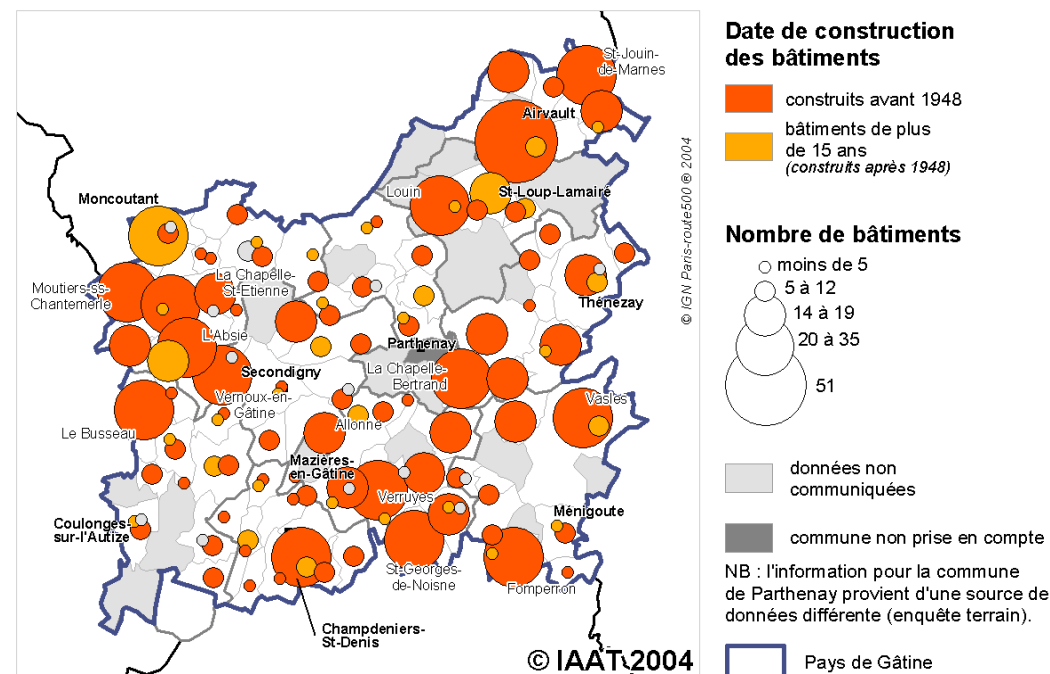 St-Jouin-
de-Marnes
Airvault
Louin
St-Loup-Lamairé
Moncoutant
© IGN Paris-route500 ® 2004
La Chapelle-
St-Etienne
Moutiers-ss-
Chantemerle
Thénezay
L'Absie
Parthenay
La Chapelle-
Bertrand
Secondigny
Vernoux-en-
Gâtine
Vasles
Le Busseau
Allonne
Mazières-
en-Gâtine
Verruyes
Ménigoute
Coulonges-
sur-l'Autize
St-Georges-
de-Noisne
Fomperron
Champdeniers-
St-Denis
© IAAT 2004
Date de construction
des bâtiments
construits avant 1948
bâtiments de plus
de 15 ans
(construits après 1948)
Nombre de bâtiments
moins de 5
5 à 12
14 à 19
20 à 35
51
données non
communiquées
commune non prise en compte
NB : l'information pour la commune
de Parthenay provient d'une source de
données différente (enquête terrain).
Pays de Gâtine